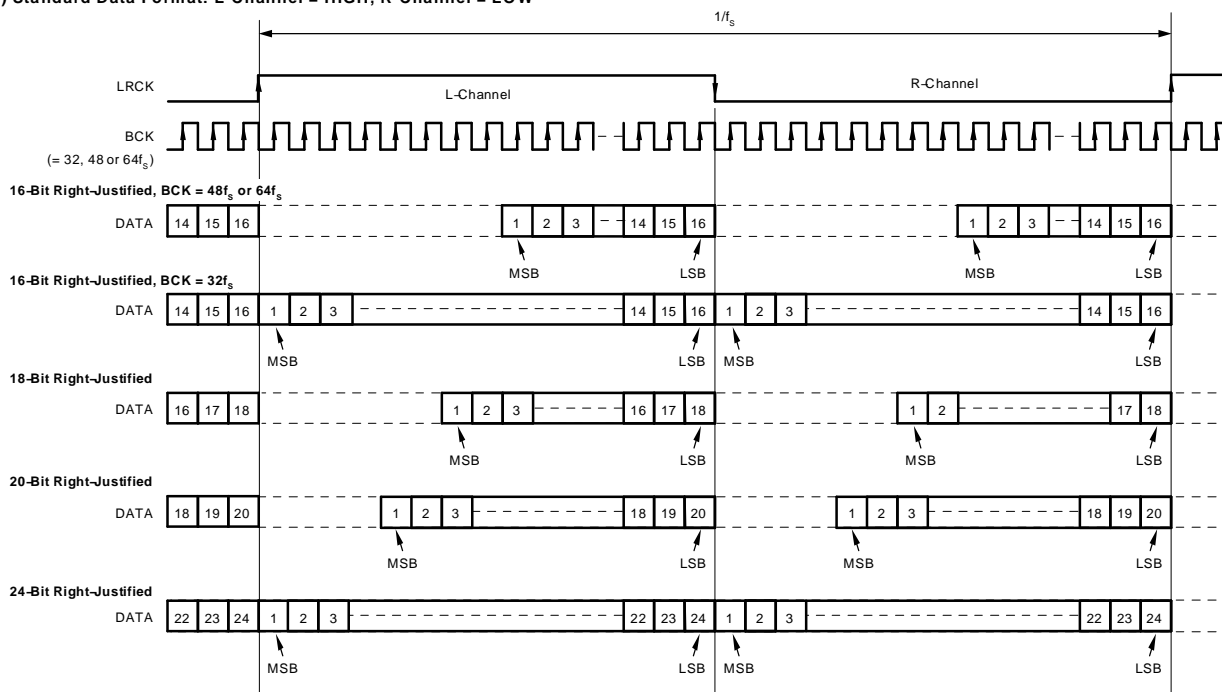 ) Standard Data Format: L-Channel = HIGH, R-Channel = LOW
1/fs
LRCK
L-Channel
R-Channel
BCK
(= 32, 48 or 64fs)
16-Bit Right-Justified, BCK = 48fs or 64fs
DATA 14 15 16 1 2 3 14 15 16 1 2 3 14 15 16
MSB LSB MSB LSB
16-Bit Right-Justified, BCK = 32fs
DATA 14 15 16 1 2 3 14 15 16 1 2 3 14 15 16
MSB LSB MSB LSB
18-Bit Right-Justified
DATA 16 17 18 1 2 3 16 17 18 1 2 17 18
MSB LSB MSB LSB
20-Bit Right-Justified
DATA 18 19 20 1 2 3 18 19 20 1 2 3 18 19 20
MSB LSB MSB LSB
24-Bit Right-Justified
DATA 22 23 24 1 2 3 22 23 24 1 2 3 22 23 24
MSB LSB MSB LSB